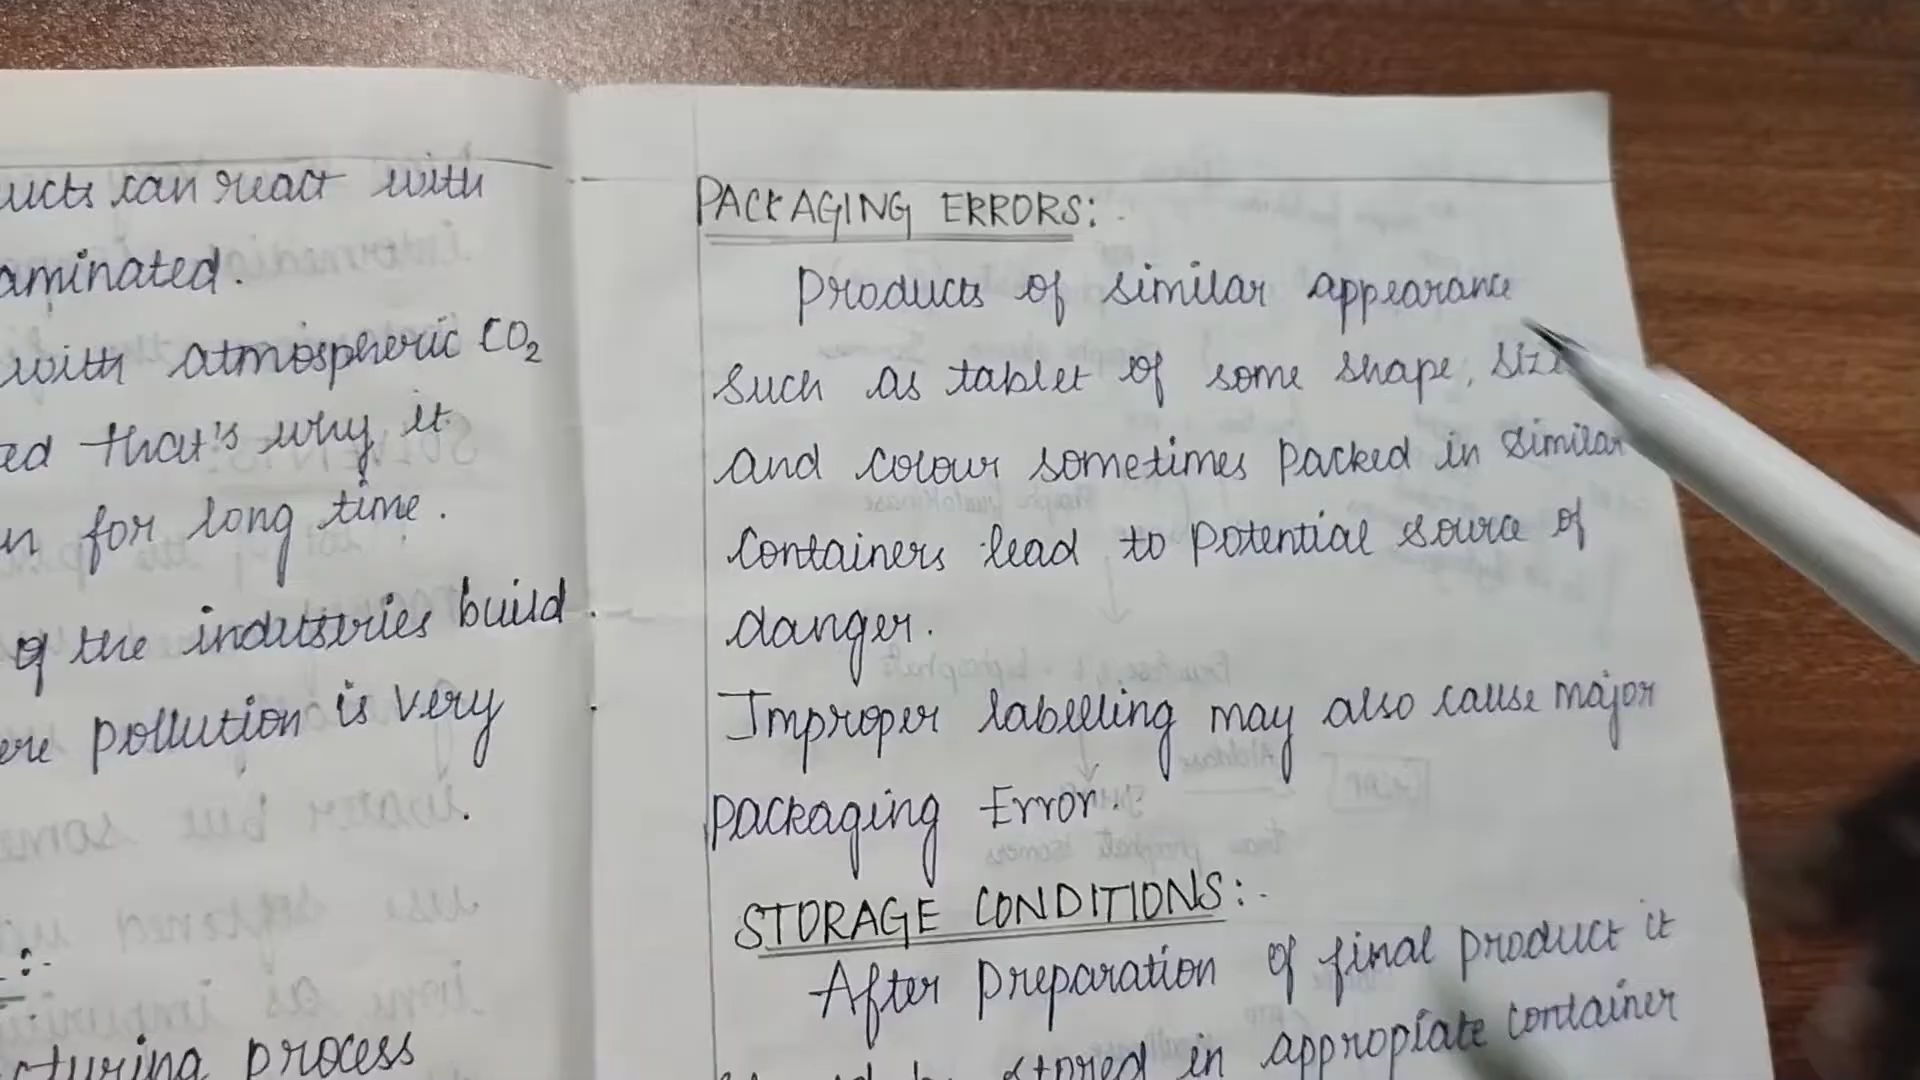 ucts can react with
aminated.
with atmospheric CO₂
ed that's why it
n for long time.
of the industeries build
ere pollution is very
cturing process
PACKAGING ERRORS:
Products of similar appearance
such as tablet of some shape, size
and colour sometimes packed in similar
containers lead to potential source of
danger.
Improper labelling may also cause major
packaging Error.
STORAGE CONDITIONS:
After preparation of final product it
stored in appropiate container